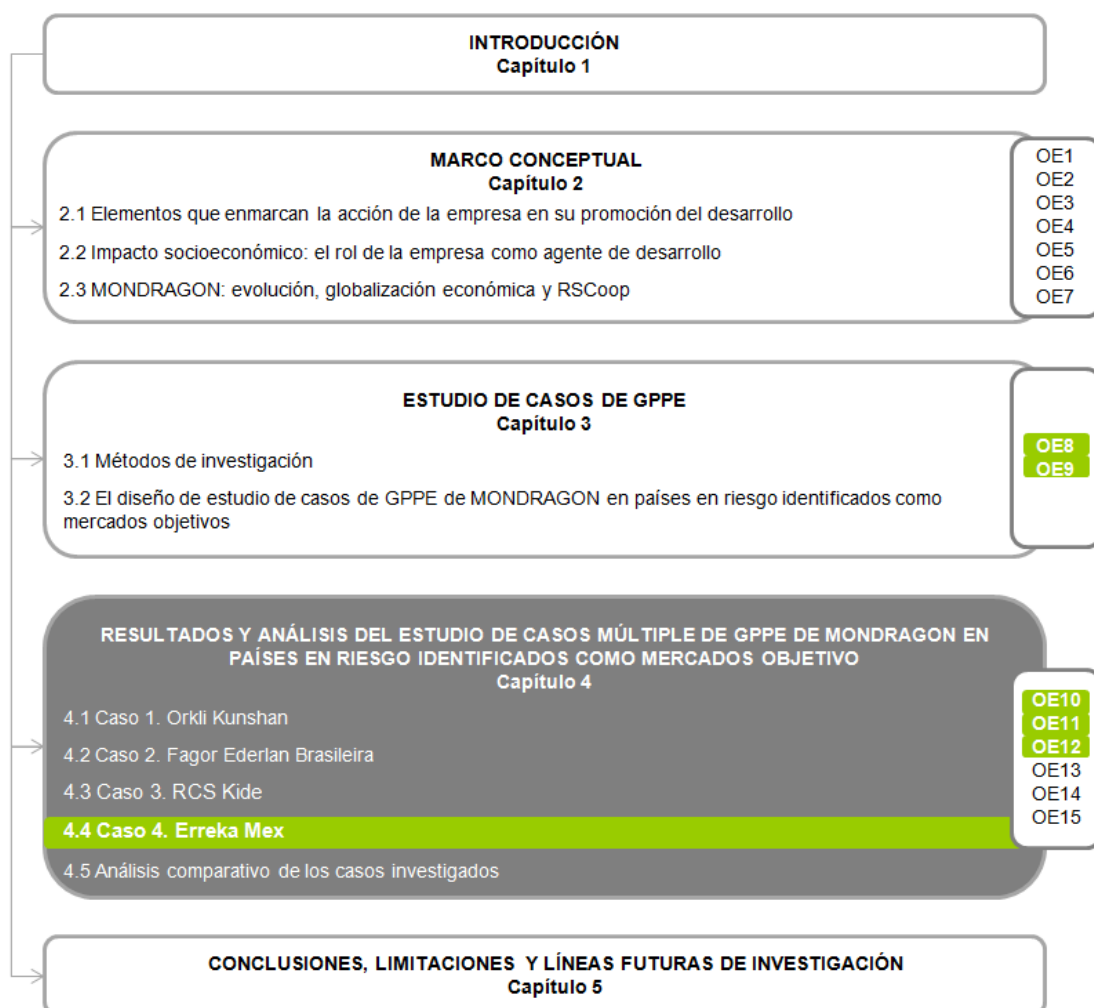 INTRODUCCIÓN
Capítulo 1
MARCO CONCEPTUAL
Capítulo 2
2.1 Elementos que enmarcan la acción de la empresa en su promoción del desarrollo
2.2 Impacto socioeconómico: el rol de la empresa como agente de desarrollo
2.3 MONDRAGON: evolución, globalización económica y RSCoop
OE1
OE2
OE3
OE4
OE5
OE6
OE7
ESTUDIO DE CASOS DE GPPE
Capítulo 3
3.1 Métodos de investigación
3.2 El diseño de estudio de casos de GPPE de MONDRAGON en países en riesgo identificados como
mercados objetivos
OE8
OE9
RESULTADOS Y ANÁLISIS DEL ESTUDIO DE CASOS MÚLTIPLE DE GPPE DE MONDRAGON EN
PAÍSES EN RIESGO IDENTIFICADOS COMO MERCADOS OBJETIVO
Capítulo 4
4.1 Caso 1. Orkli Kunshan
4.2 Caso 2. Fagor Ederlan Brasileira
4.3 Caso 3. RCS Kide
4.4 Caso 4. Erreka Mex
4.5 Análisis comparativo de los casos investigados
OE10
OE11
OE12
OE13
OE14
OE15
CONCLUSIONES, LIMITACIONES Y LÍNEAS FUTURAS DE INVESTIGACIÓN
Capítulo 5